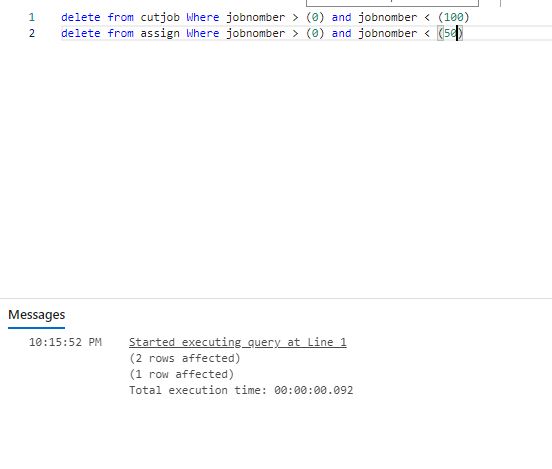 1 delete from cutjob Where jobnomber > (0) and jobnomber < (100)
2 delete from assign Where jobnomber > (0) and jobnomber < (50)
Messages
10:15:52 PM Started executing query at Line 1
(2 rows affected)
(1 row affected)
Total execution time: 00:00:00.092